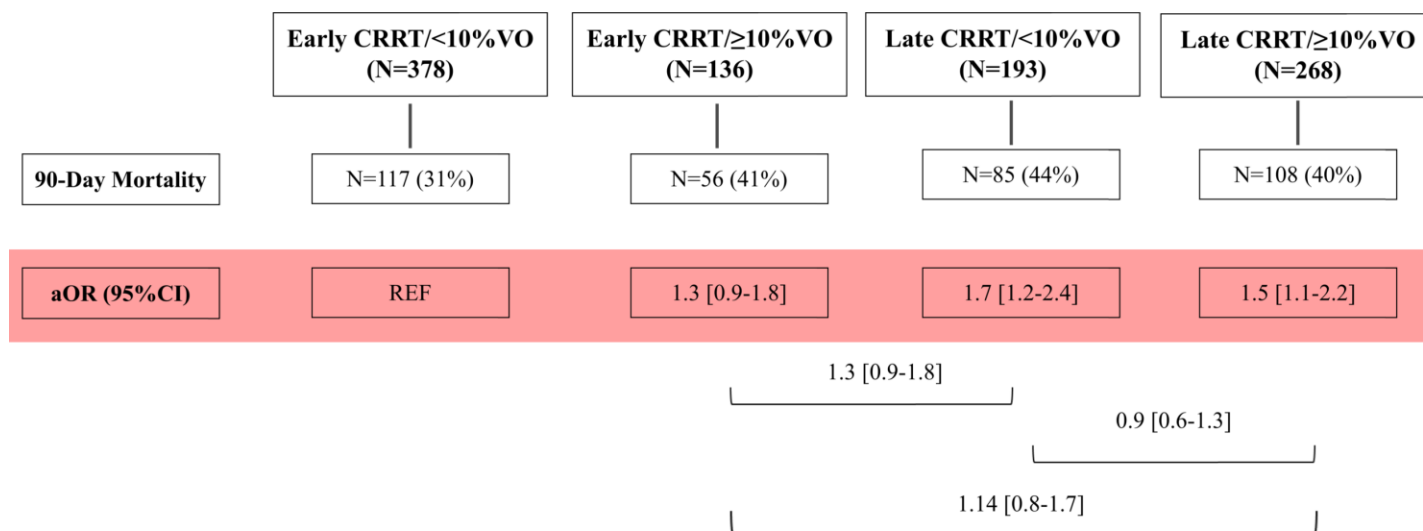 Early CRRT/<10%VO
(N=378)
Early CRRT/≥10%VO
(N=136)
Late CRRT/<10%VO
(N=193)
Late CRRT/≥10%VO
(N=268)
90-Day Mortality
N=117 (31%)
N=56 (41%)
N=85 (44%)
N=108 (40%)
aOR (95%CI)
REF
1.3 [0.9-1.8]
1.7 [1.2-2.4]
1.5 [1.1-2.2]
1.3 [0.9-1.8]
0.9 [0.6-1.3]
1.14 [0.8-1.7]